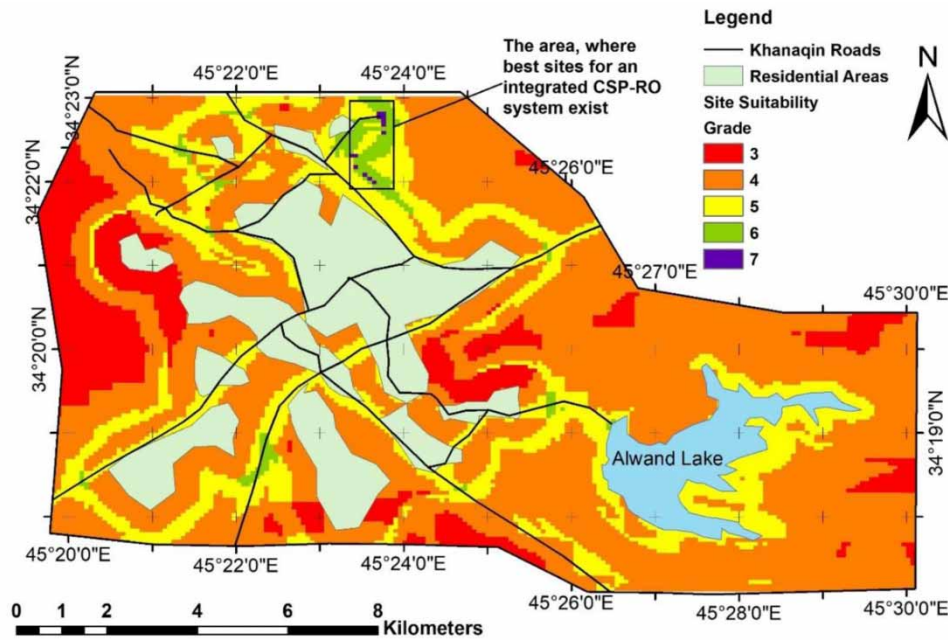 45°22'0"E
45°24'0"E
The area, where
best sites for an
integrated CSP-RO
system exist
Legend
Khanaqin Roads
Residential Areas
Site Suitability
Grade
3
4
5
6
7
N
34°23'0"N
34°22'0"N
45°26'0"E
45°27'0"E
45°30'0"E
34°20'0"N
34°19'0"N
Alwand Lake
45°20'0"E
45°22'0"E
45°24'0"E
45°26'0"E
45°28'0"E
45°30'0"E
0 1 2 4 6 8
Kilometers